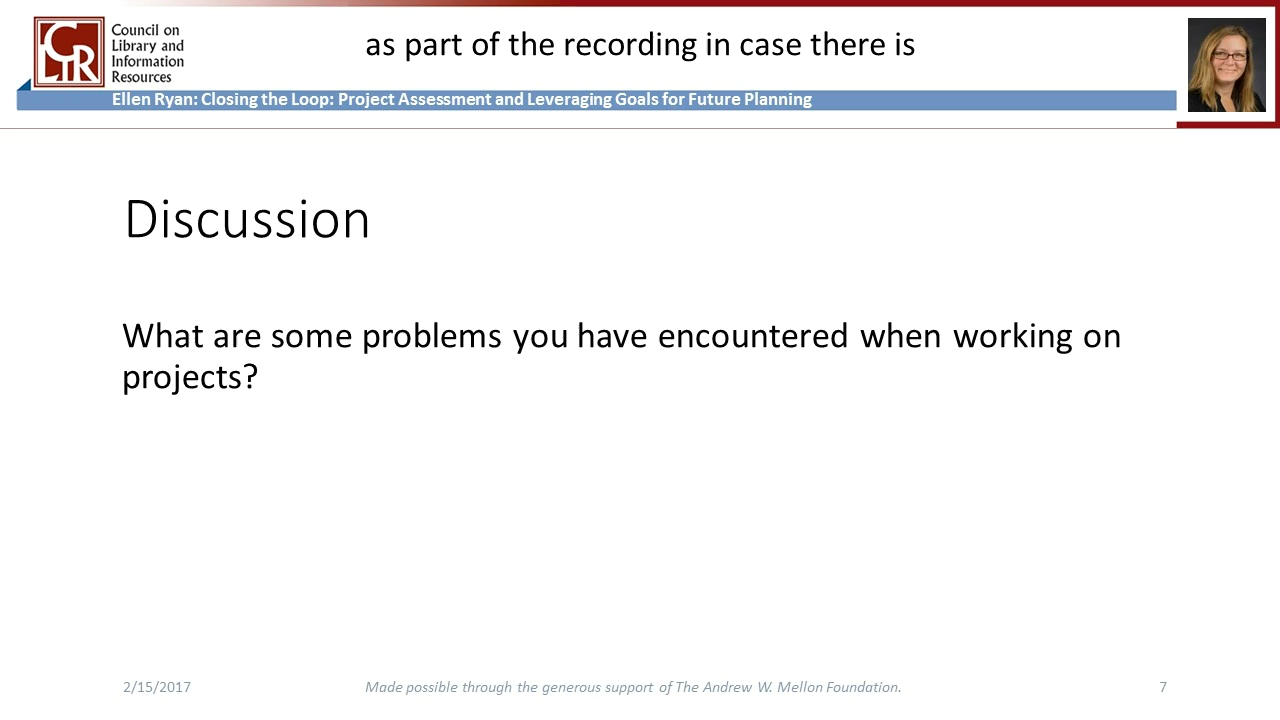 CLIR
Council on
Library and
Information
Resources
as part of the recording in case there is
Ellen Ryan: Closing the Loop: Project Assessment and Leveraging Goals for Future Planning
Discussion
What are some problems you have encountered when working on
projects?
2/15/2017
Made possible through the generous support of The Andrew W. Mellon Foundation.
7